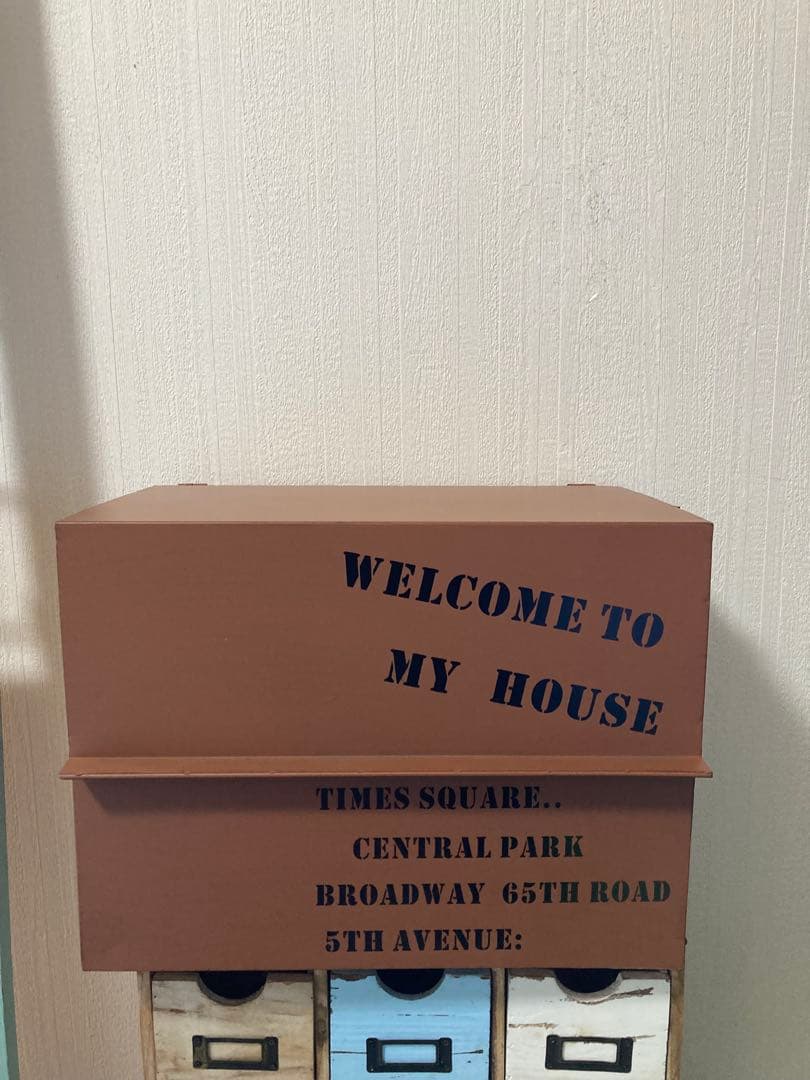 WELCOME TO
MY HOUSE
TIMES SQUARE..
CENTRAL PARK
BROADWAY 65TH ROAD
5TH AVENUE: